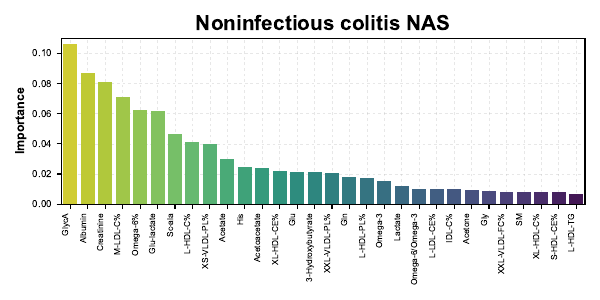 Noninfectious colitis NAS
Importance
0.10
0.08
0.06
0.04
0.02
0.00
GlycA
Albumin
Creatinine
M-LDL-C%
Omega-6%
Glu-lactate
L-HDL-C%
XS-VLDL-PL%
Acetate
His
Acetoacetate
XL-HDL-CE%
Glu
3-Hydroxybutyrate
XXL-VLDL-PL%
Gln
L-HDL-PL%
Omega-3
Lactate
Omega-6/Omega-3
L-LDL-CE%
IDL-C%
Acetone
Gly
XXL-VLDL-FC%
SM
XL-HDL-C%
S-HDL-CE%
L-HDL-TG